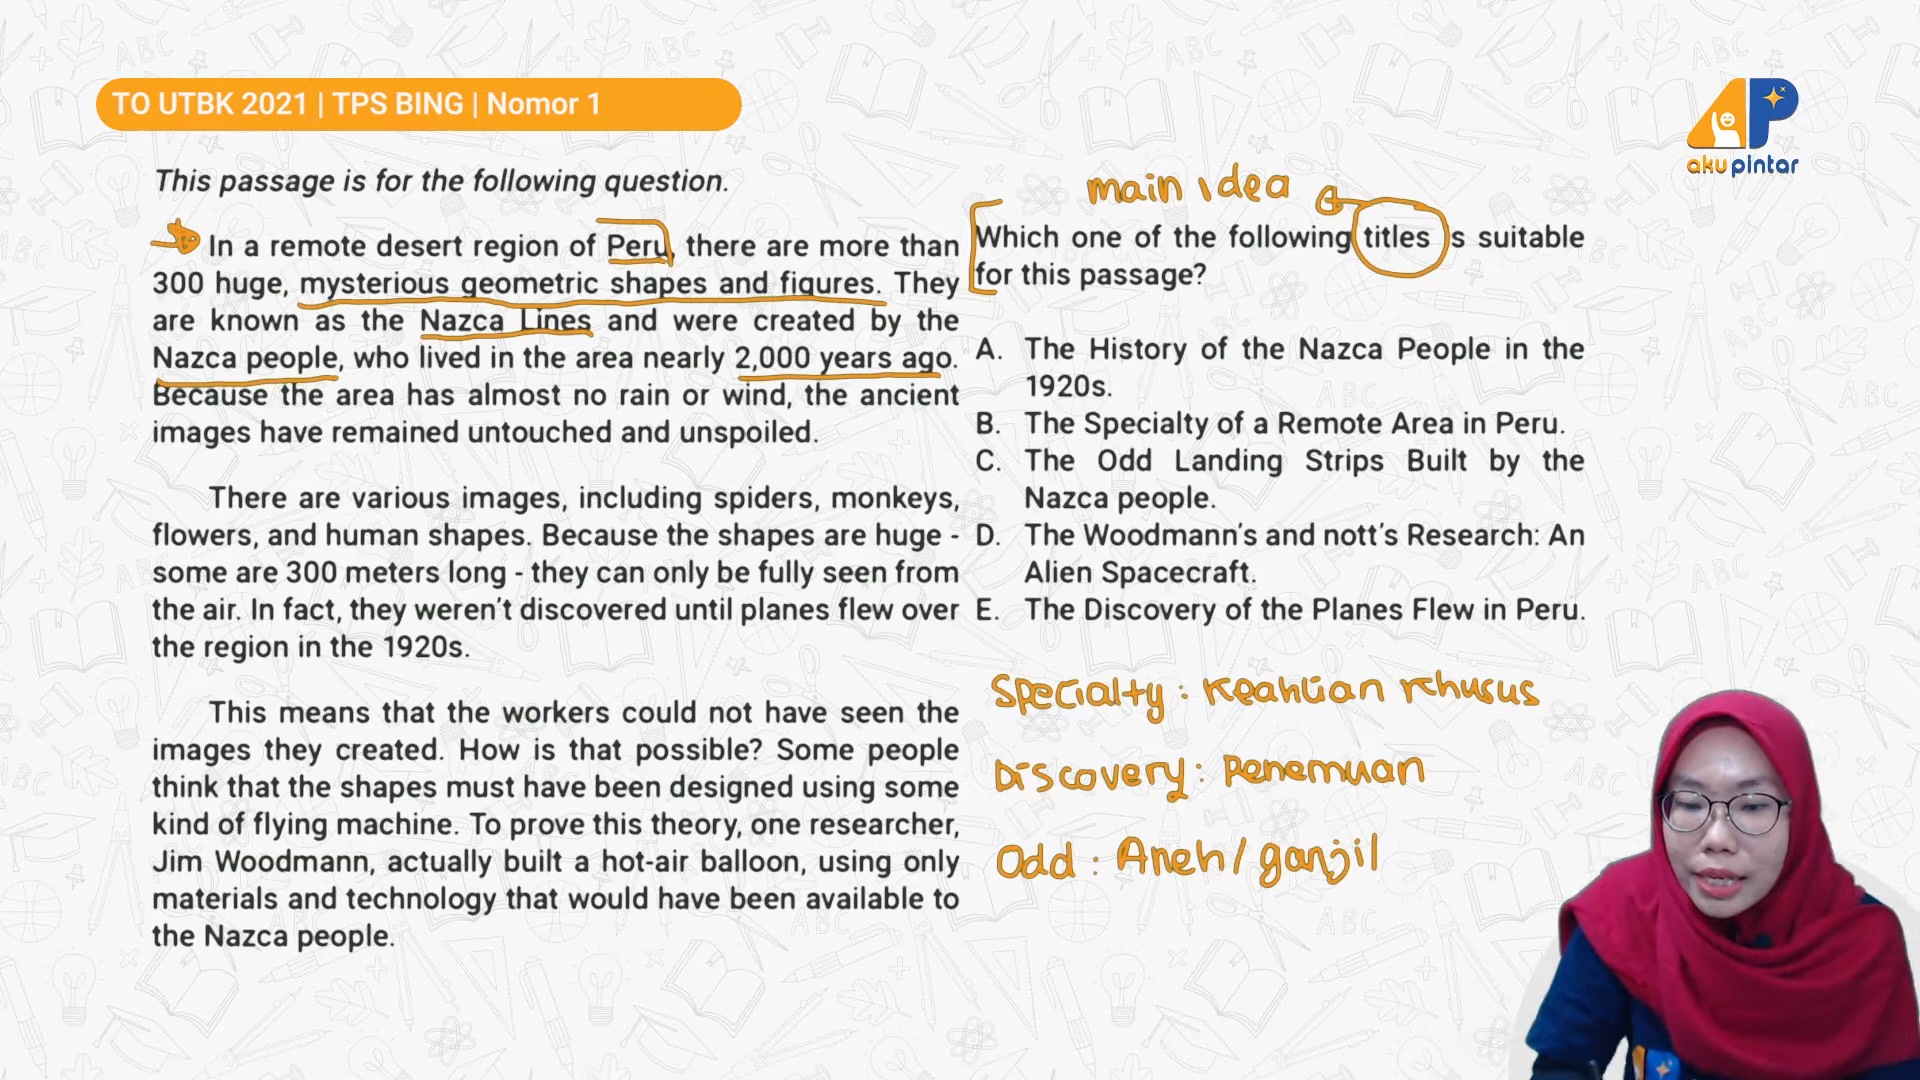 TO UTBK 2021 | TPS BING | Nomor 1
aku pintar
This passage is for the following question.
In a remote desert region of Peru, there are more than
300 huge, mysterious geometric shapes and figures. They
are known as the Nazca Lines and were created by the
Nazca people, who lived in the area nearly 2,000 years ago.
Because the area has almost no rain or wind, the ancient
images have remained untouched and unspoiled.
There are various images, including spiders, monkeys,
flowers, and human shapes. Because the shapes are huge -
some are 300 meters long - they can only be fully seen from
the air. In fact, they weren't discovered until planes flew over
the region in the 1920s.
This means that the workers could not have seen the
images they created. How is that possible? Some people
think that the shapes must have been designed using some
kind of flying machine. To prove this theory, one researcher,
Jim Woodmann, actually built a hot-air balloon, using only
materials and technology that would have been available to
the Nazca people.
main idea
Which one of the following titles is suitable
for this passage?
A. The History of the Nazca People in the
1920s.
B. The Specialty of a Remote Area in Peru.
C. The Odd Landing Strips Built by the
Nazca people.
D. The Woodmann's and nott's Research: An
Alien Spacecraft.
E. The Discovery of the Planes Flew in Peru.
Specialty : Keahlian Khusus
Discovery : Penemuan
Odd : Aneh / ganjil